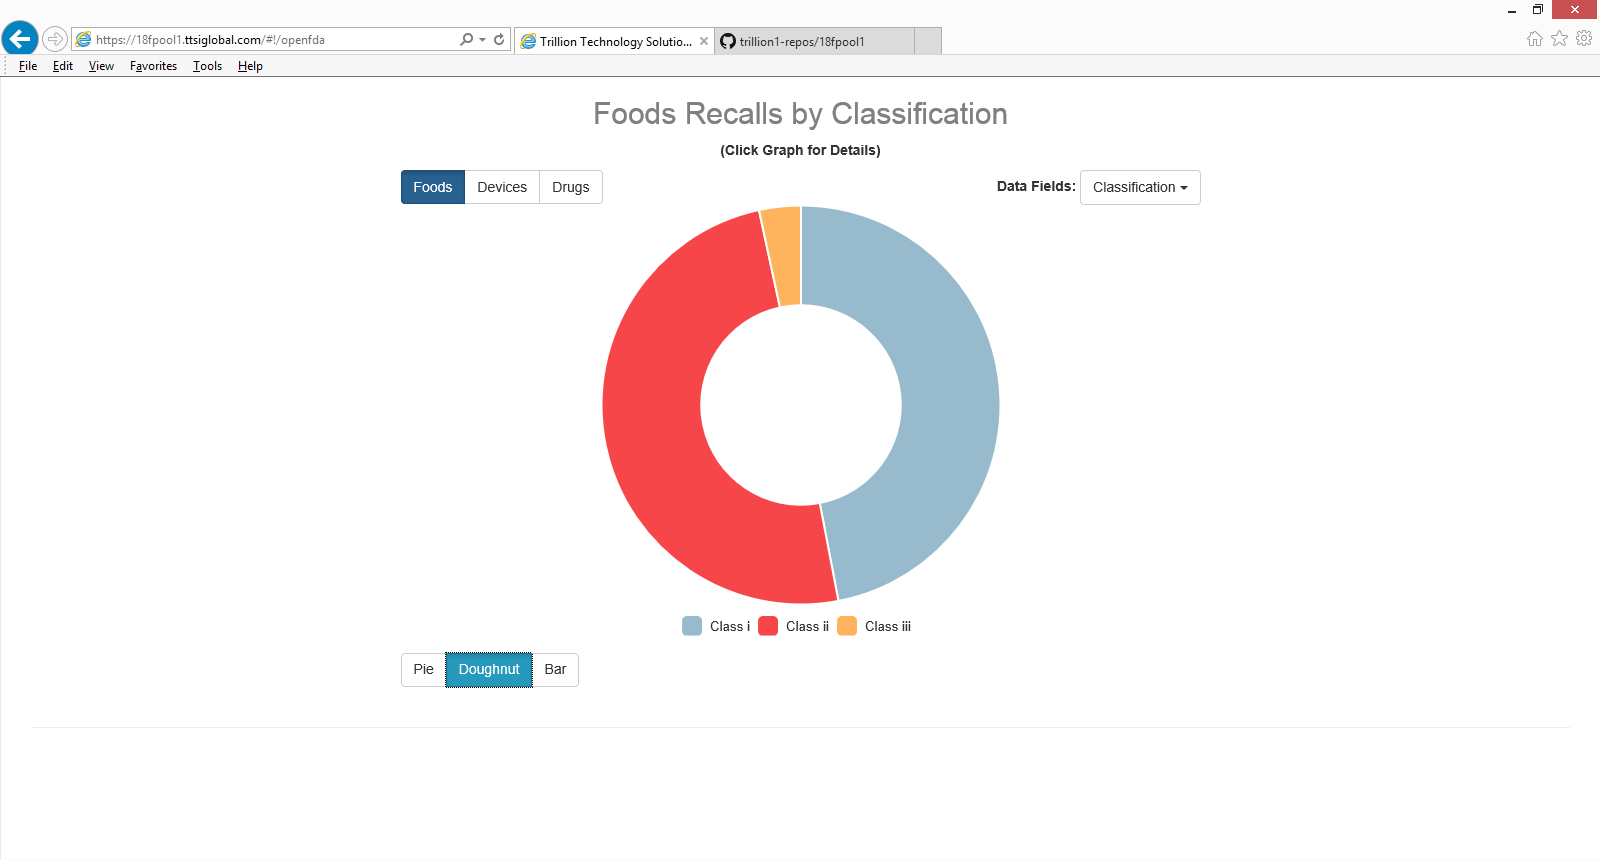 https://18fpool1.ttsiglobal.com/#!/openfda
Trillion Technology Solutio...
trillion1-repos/18fpool1
File Edit View Favorites Tools Help
Foods Recalls by Classification
(Click Graph for Details)
Foods Devices Drugs
Data Fields: Classification
Class i Class ii Class iii
Pie Doughnut Bar